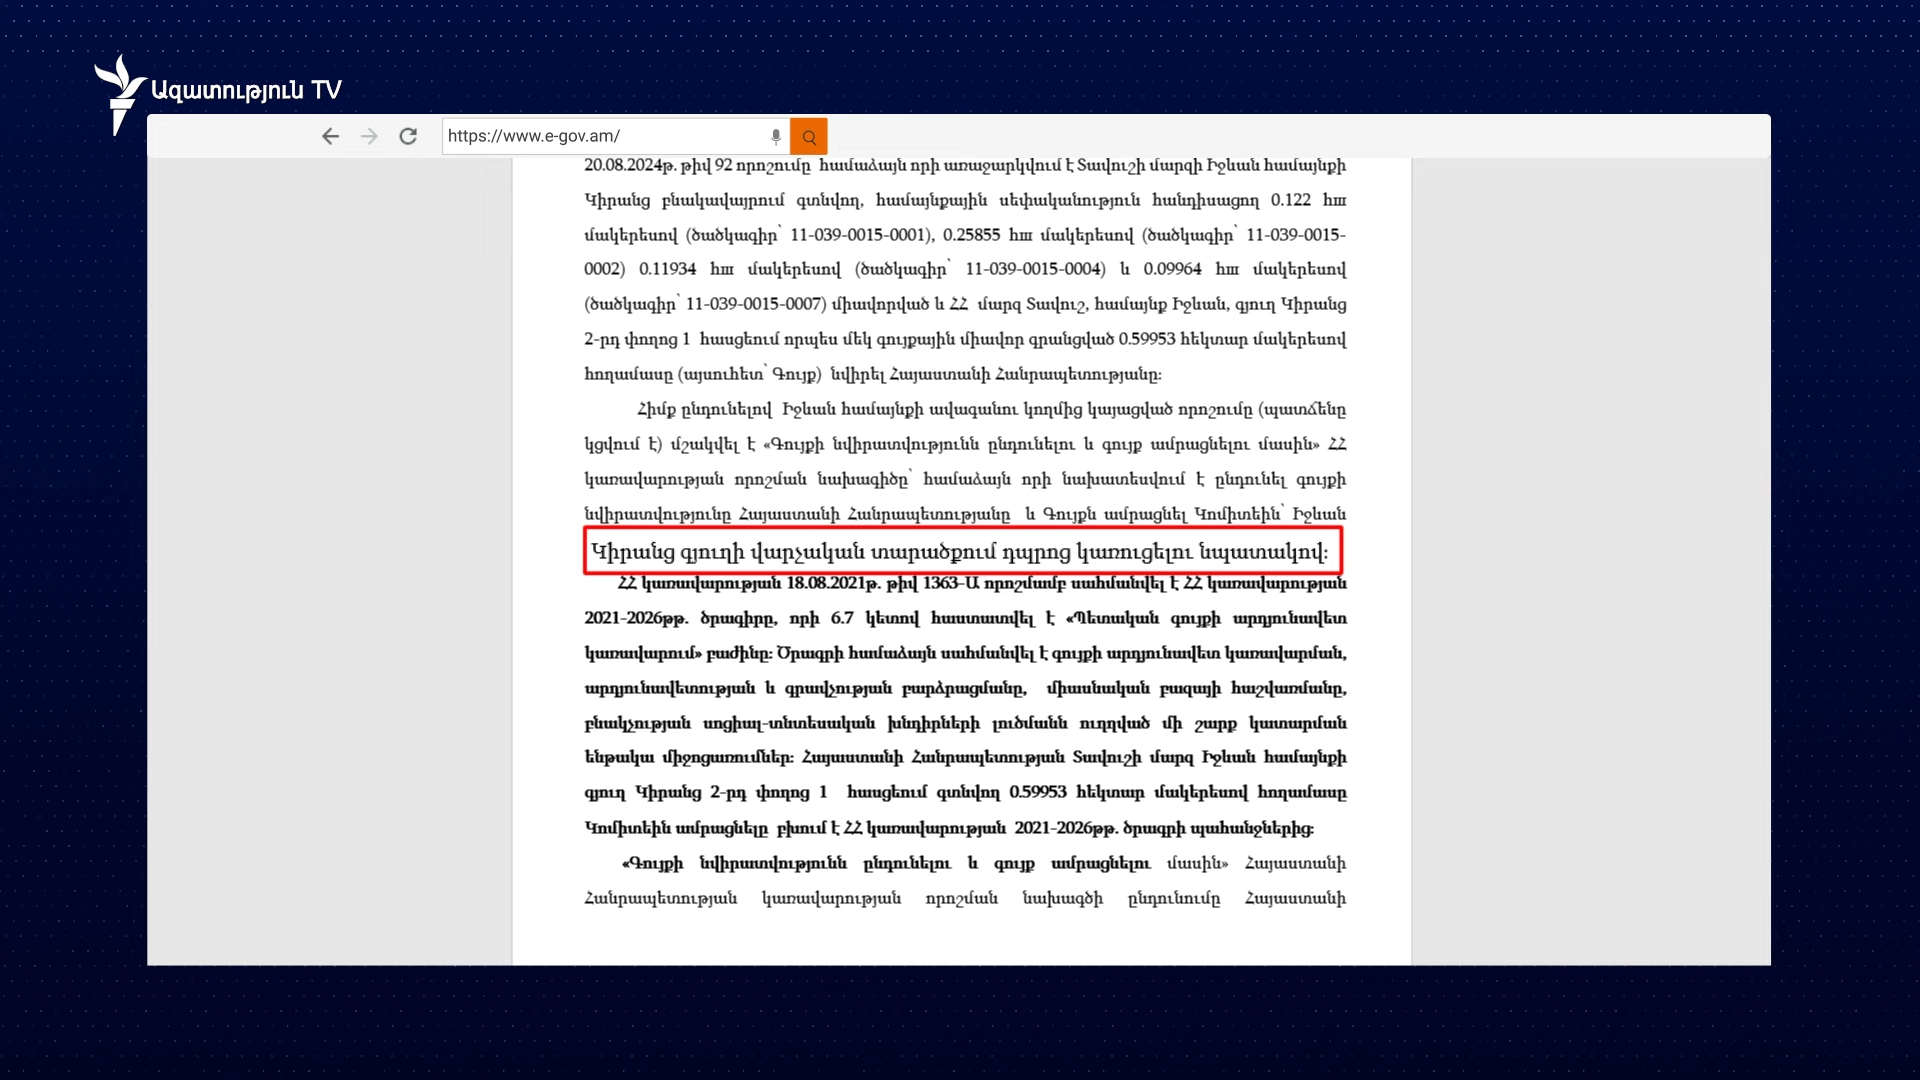 Ազատություն TV
https://www.e-gov.am/
20.08.2024թ. թիվ 92 որոշումը համաձայն որի առաջարկվում է Տավուշի մարզի Իջևան համայնքի
Կիրանց բնակավայրում գտնվող, համայնքային սեփականություն հանդիսացող 0.122 հա
մակերեսով (ծածկագիր՝ 11-039-0015-0001), 0.25855 հա մակերեսով (ծածկագիր՝ 11-039-0015-
0002) 0.11934 հա մակերեսով (ծածկագիր՝ 11-039-0015-0004) և 0.09964 հա մակերեսով
(ծածկագիր՝ 11-039-0015-0007) միավորված և ՀՀ մարզ Տավուշ, համայնք Իջևան, գյուղ Կիրանց
2-րդ փողոց 1 հասցեում որպես մեկ գույքային միավոր գրանցված 0.59953 հեկտար մակերեսով
հողամասը (այսուհետ՝ Գույք) նվիրել Հայաստանի Հանրապետությանը։
Հիմք ընդունելով Իջևան համայնքի ավագանու կողմից կայացված որոշումը (պատճենը
կցվում է) մշակվել է «Գույքի նվիրատվությունն ընդունելու և գույք ամրացնելու մասին» ՀՀ
կառավարության որոշման նախագիծը՝ համաձայն որի նախատեսվում է ընդունել գույքի
նվիրատվությունը Հայաստանի Հանրապետությանը և Գույքն ամրացնել Կոմիտեին՝ Իջևան
Կիրանց գյուղի վարչական տարածքում դպրոց կառուցելու նպատակով։
ՀՀ կառավարության 18.08.2021թ. թիվ 1363-Ա որոշմամբ սահմանվել է ՀՀ կառավարության
2021-2026թթ. ծրագիրը, որի 6.7 կետով հաստատվել է «Պետական գույքի արդյունավետ
կառավարում» բաժինը։ Ծրագրի համաձայն սահմանվել է գույքի արդյունավետ կառավարման,
արդյունավետության և գրավչության բարձրացմանը, միասնական բազայի հաշվառմանը,
բնակչության սոցիալ-տնտեսական խնդիրների լուծմանն ուղղված մի շարք կատարման
ենթակա միջոցառումներ։ Հայաստանի Հանրապետության Տավուշի մարզ Իջևան համայնքի
գյուղ Կիրանց 2-րդ փողոց 1 հասցեում գտնվող 0.59953 հեկտար մակերեսով հողամասը
Կոմիտեին ամրացնելը բխում է ՀՀ կառավարության 2021-2026թթ. ծրագրի պահանջներից։
«Գույքի նվիրատվությունն ընդունելու և գույք ամրացնելու մասին» Հայաստանի
Հանրապետության կառավարության որոշման նախագծի ընդունումը Հայաստանի